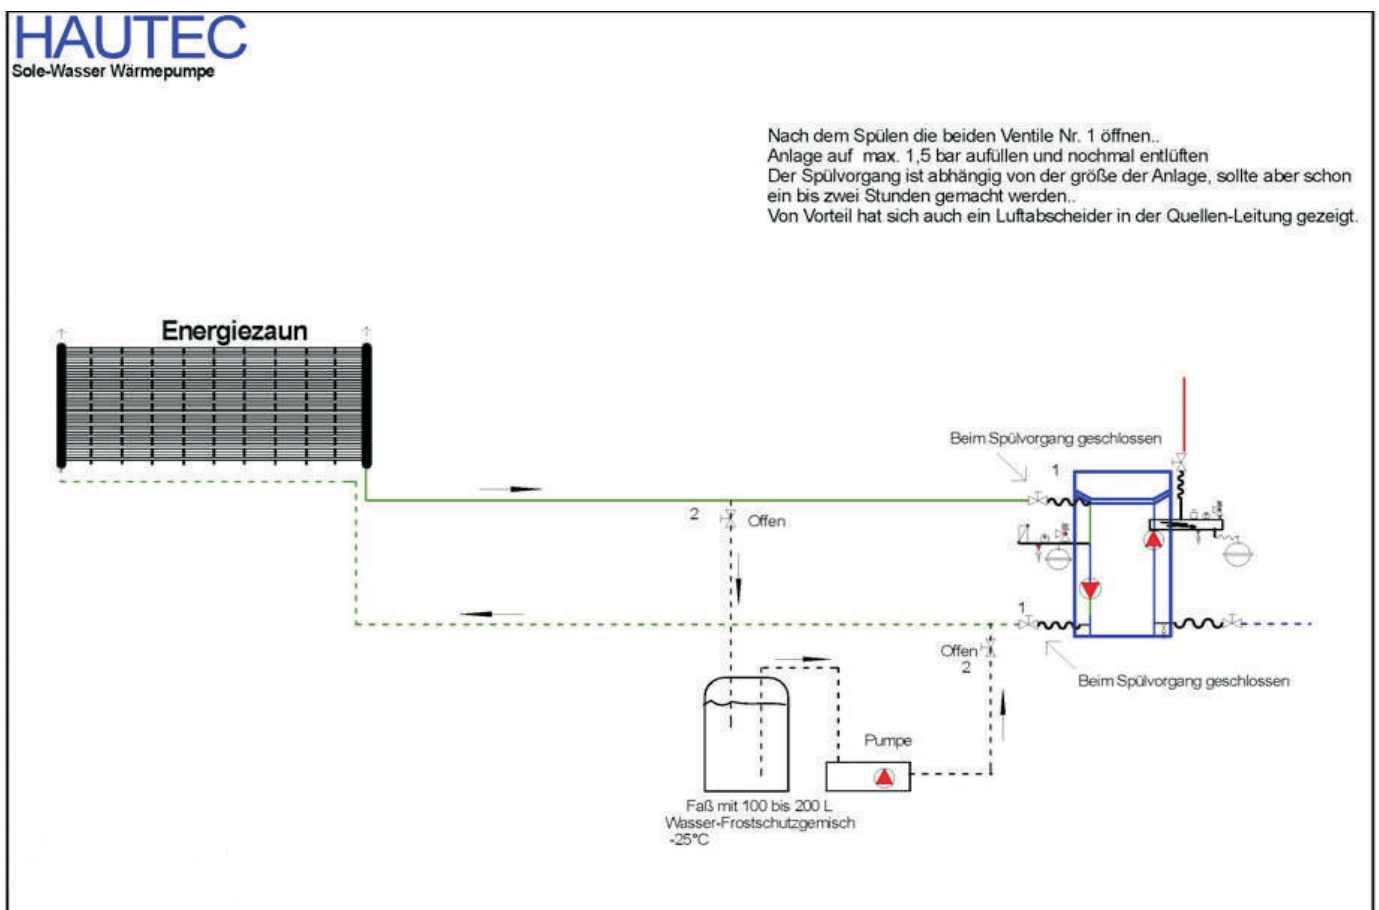 HAUTEC
Sole-Wasser Wärmepumpe
Nach dem Spülen die beiden Ventile Nr. 1 öffnen..
Anlage auf max. 1,5 bar aufüllen und nochmal entlüften
Der Spülvorgang ist abhängig von der größe der Anlage, sollte aber schon
ein bis zwei Stunden gemacht werden..
Von Vorteil hat sich auch ein Luftabscheider in der Quellen-Leitung gezeigt.
Energiezaun
Beim Spülvorgang geschlossen
1
2
Offen
1
Offen
2
Beim Spülvorgang geschlossen
Pumpe
Faß mit 100 bis 200 L
Wasser-Frostschutzgemisch
-25°C